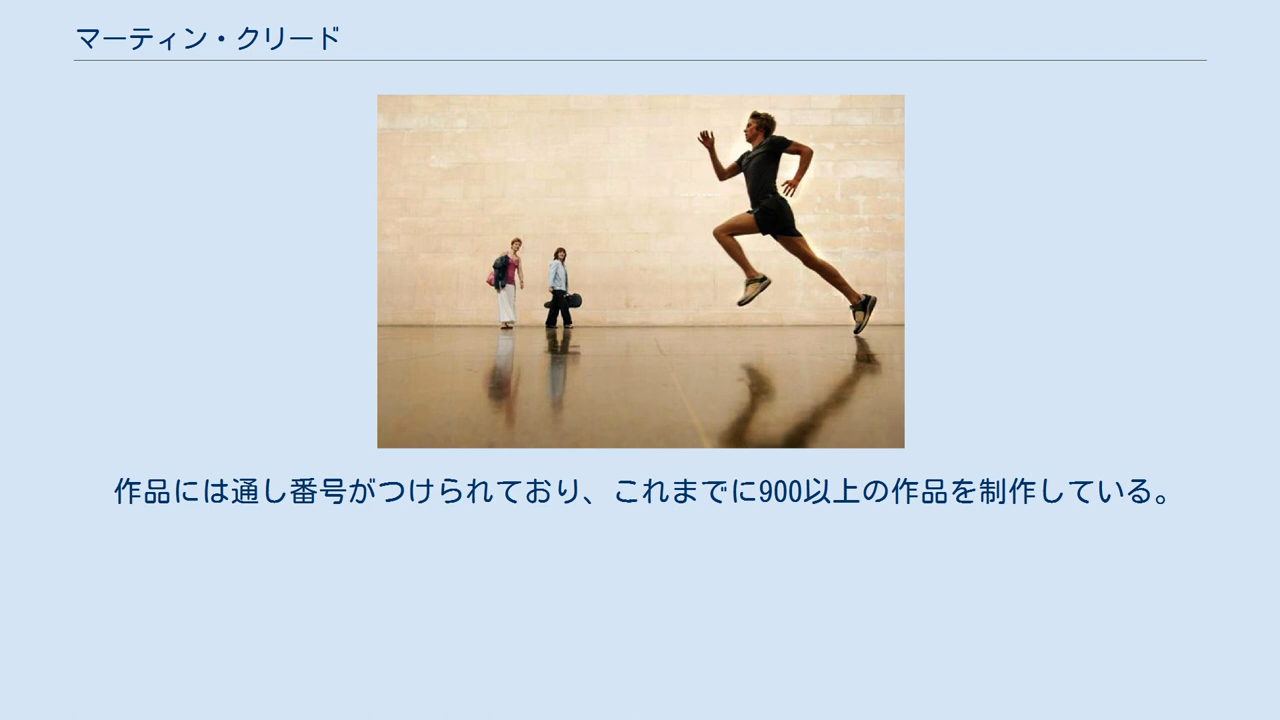 マーティン・クリード
作品には通し番号がつけられており、これまでに900以上の作品を制作している。